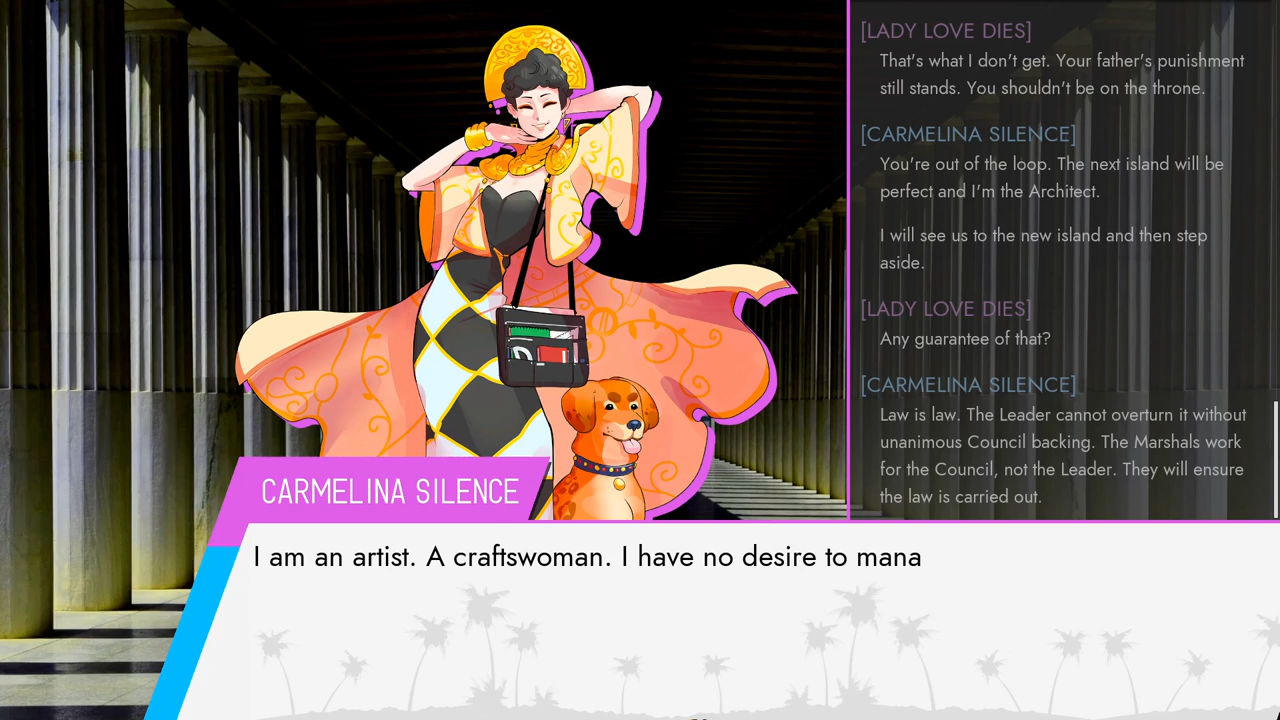 [LADY LOVE DIES]
That's what I don't get. Your father's punishment
still stands. You shouldn't be on the throne.
[CARMELINA SILENCE]
You're out of the loop. The next island will be
perfect and I'm the Architect.
I will see us to the new island and then step
aside.
[LADY LOVE DIES]
Any guarantee of that?
[CARMELINA SILENCE]
Law is law. The Leader cannot overturn it without
unanimous Council backing. The Marshals work
for the Council, not the Leader. They will ensure
the law is carried out.
CARMELINA SILENCE
I am an artist. A craftswoman. I have no desire to mana